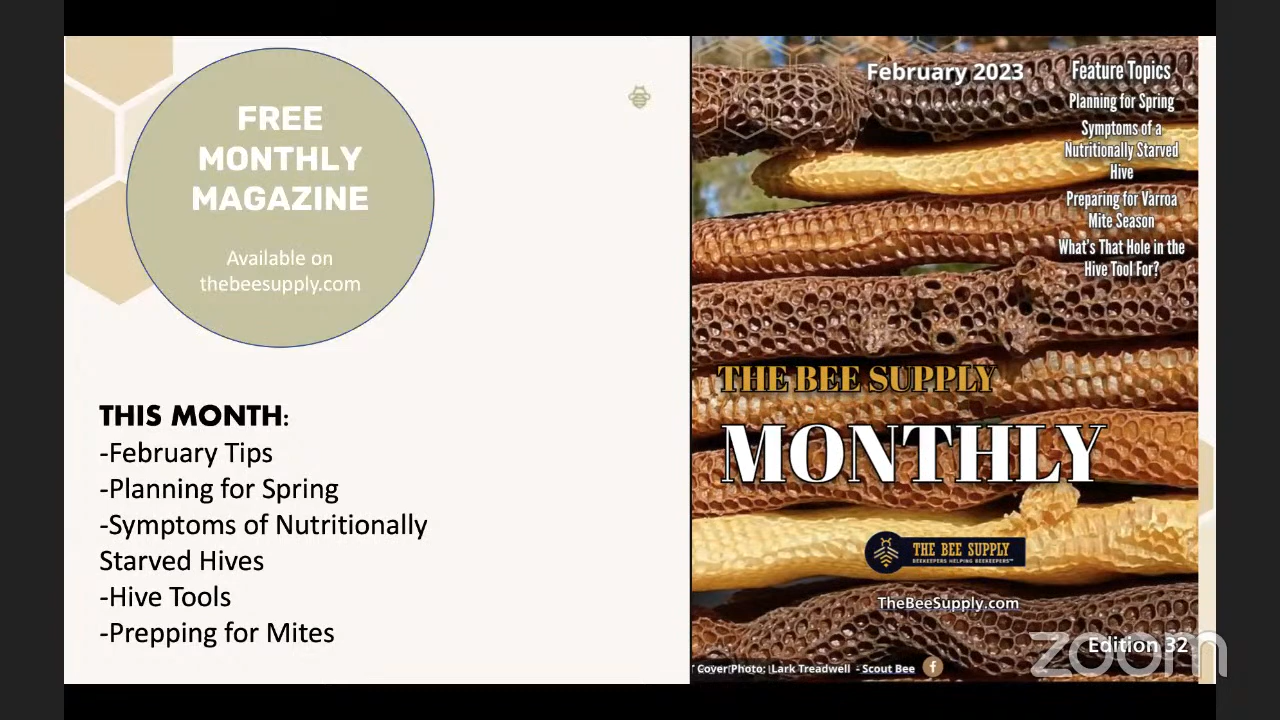 FREE
MONTHLY
MAGAZINE
Available on
thebeesupply.com
THIS MONTH:
-February Tips
-Planning for Spring
-Symptoms of Nutritionally
Starved Hives
-Hive Tools
-Prepping for Mites
February 2023
Feature Topics
Planning for Spring
Symptoms of a
Nutritionally Starved
Hive
Preparing for Varroa
Mite Season
What's That Hole in the
Hive Tool For?
THE BEE SUPPLY
MONTHLY
THE BEE SUPPLY
BEEKEEPERS HELPING BEEKEEPERS™
TheBeeSupply.com
Edition 32
Cover Photo: Lark Treadwell - Scout Bee
zoom